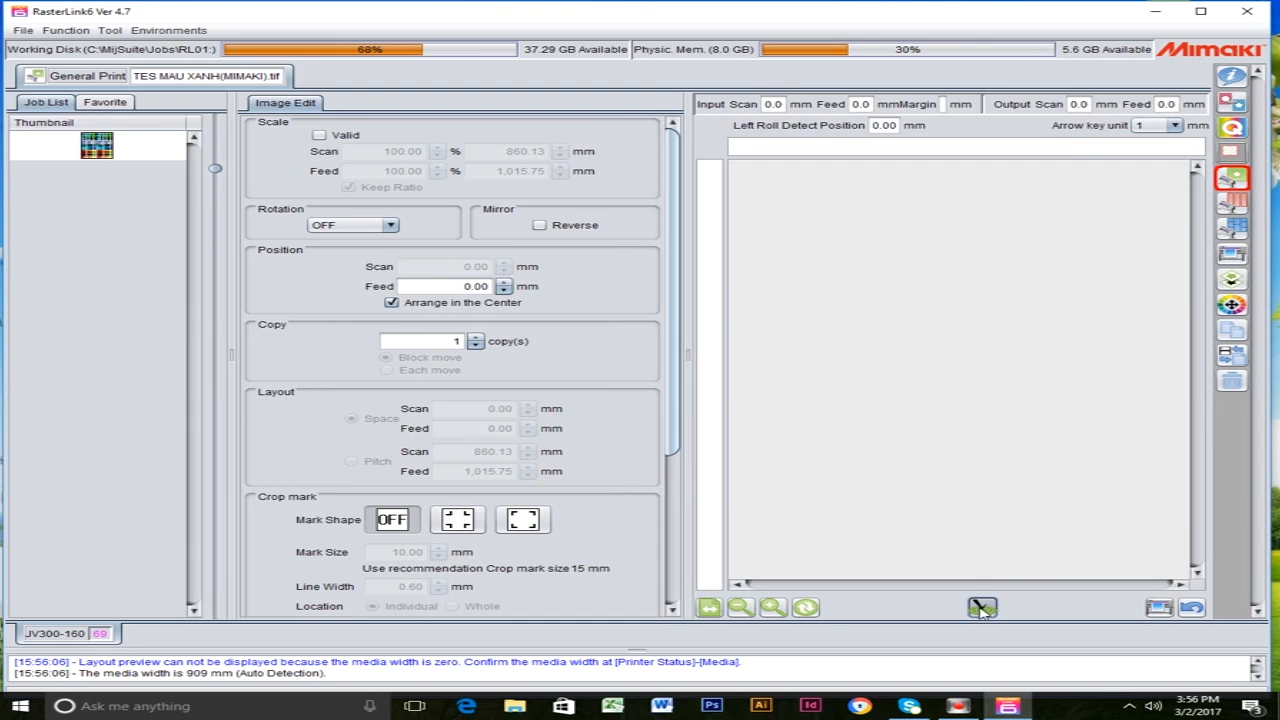 RasterLink6 Ver 4.7
File Function Tool Environments
Working Disk (C:\MijSuite\Jobs\RL01:) 68% 37.29 GB Available Physic. Mem. (8.0 GB) 30% 5.6 GB Available Mimaki
General Print TES MAU XANH(MIMAKI).tif
Job List Favorite
Thumbnail
Image Edit
Scale
Valid
Scan 100.00 % 860.13 mm
Feed 100.00 % 1,015.75 mm
Keep Ratio
Rotation Mirror
OFF Reverse
Position
Scan 0.00 mm
Feed 0.00 mm
Arrange in the Center
Copy
1 copy(s)
Block move
Each move
Layout
Space Scan 0.00 mm
Feed 0.00 mm
Pitch Scan 860.13 mm
Feed 1,015.75 mm
Crop mark
Mark Shape OFF
Mark Size 10.00 mm
Use recommendation Crop mark size 15 mm
Line Width 0.60 mm
Location Individual Whole
Input Scan 0.0 mm Feed 0.0 mm Margin mm Output Scan 0.0 mm Feed 0.0 mm
Left Roll Detect Position 0.00 mm Arrow key unit 1 mm
JV300-160 69
[15:56:06] - Layout preview can not be displayed because the media width is zero. Confirm the media width at [Printer Status]-[Media].
[15:56:06] - The media width is 909 mm (Auto Detection).
Ask me anything
3:56 PM
3/2/2017
3